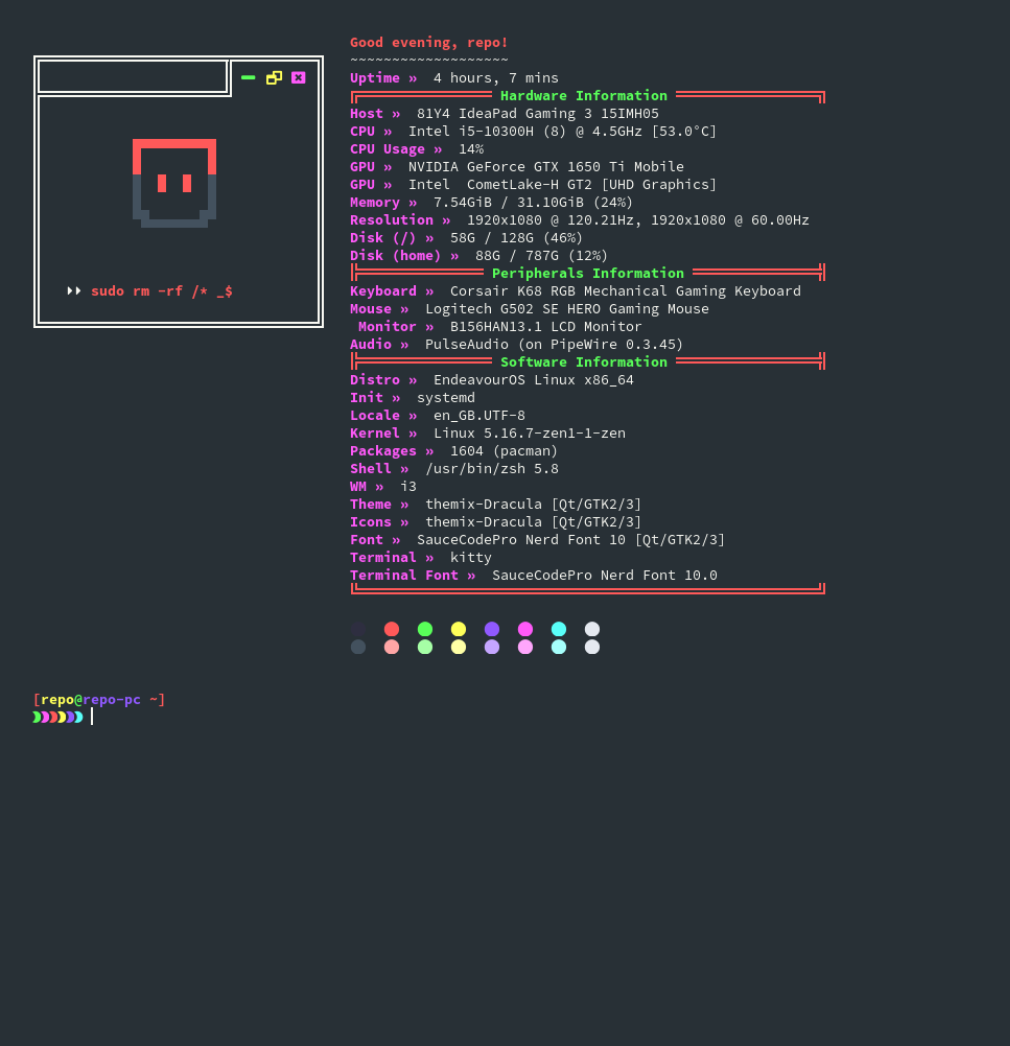 Good evening, repo!
~~~~~~~~~~~~~~~~~~~
Uptime »  4 hours, 7 mins
Hardware Information
Host »  81Y4 IdeaPad Gaming 3 15IMH05
CPU »  Intel i5-10300H (8) @ 4.5GHz [53.0°C]
CPU Usage »  14%
GPU »  NVIDIA GeForce GTX 1650 Ti Mobile
GPU »  Intel  CometLake-H GT2 [UHD Graphics]
Memory »  7.54GiB / 31.10GiB (24%)
Resolution »  1920x1080 @ 120.21Hz, 1920x1080 @ 60.00Hz
Disk (/) »  58G / 128G (46%)
Disk (home) »  88G / 787G (12%)
Peripherals Information
Keyboard »  Corsair K68 RGB Mechanical Gaming Keyboard
Mouse »  Logitech G502 SE HERO Gaming Mouse
Monitor »  B156HAN13.1 LCD Monitor
Audio »  PulseAudio (on PipeWire 0.3.45)
Software Information
Distro »  EndeavourOS Linux x86_64
Init »  systemd
Locale »  en_GB.UTF-8
Kernel »  Linux 5.16.7-zen1-1-zen
Packages »  1604 (pacman)
Shell »  /usr/bin/zsh 5.8
WM »  i3
Theme »  themix-Dracula [Qt/GTK2/3]
Icons »  themix-Dracula [Qt/GTK2/3]
Font »  SauceCodePro Nerd Font 10 [Qt/GTK2/3]
Terminal »  kitty
Terminal Font »  SauceCodePro Nerd Font 10.0
sudo rm -rf /* _$
[repo@repo-pc ~]